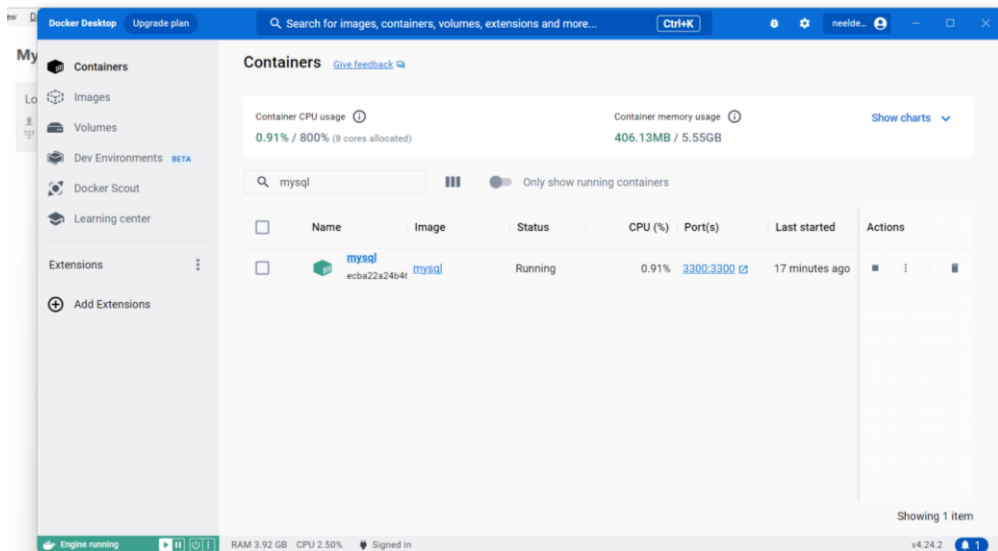 ew
My
Lo
Docker Desktop Upgrade plan
Search for images, containers, volumes, extensions and more... Ctrl+K
neelde..
Containers
Images
Volumes
Dev Environments BETA
Docker Scout
Learning center
Extensions
Add Extensions
Containers Give feedback
Container CPU usage
0.91% / 800% (8 cores allocated)
Container memory usage
406.13MB / 5.55GB
Show charts
mysql
Only show running containers
Name Image Status CPU (%) Port(s) Last started Actions
mysql
ecba22a24b4f mysql Running 0.91% 3300:3300 17 minutes ago
Showing 1 item
Engine running
RAM 3.92 GB CPU 2.50% Signed in
v4.24.2 1